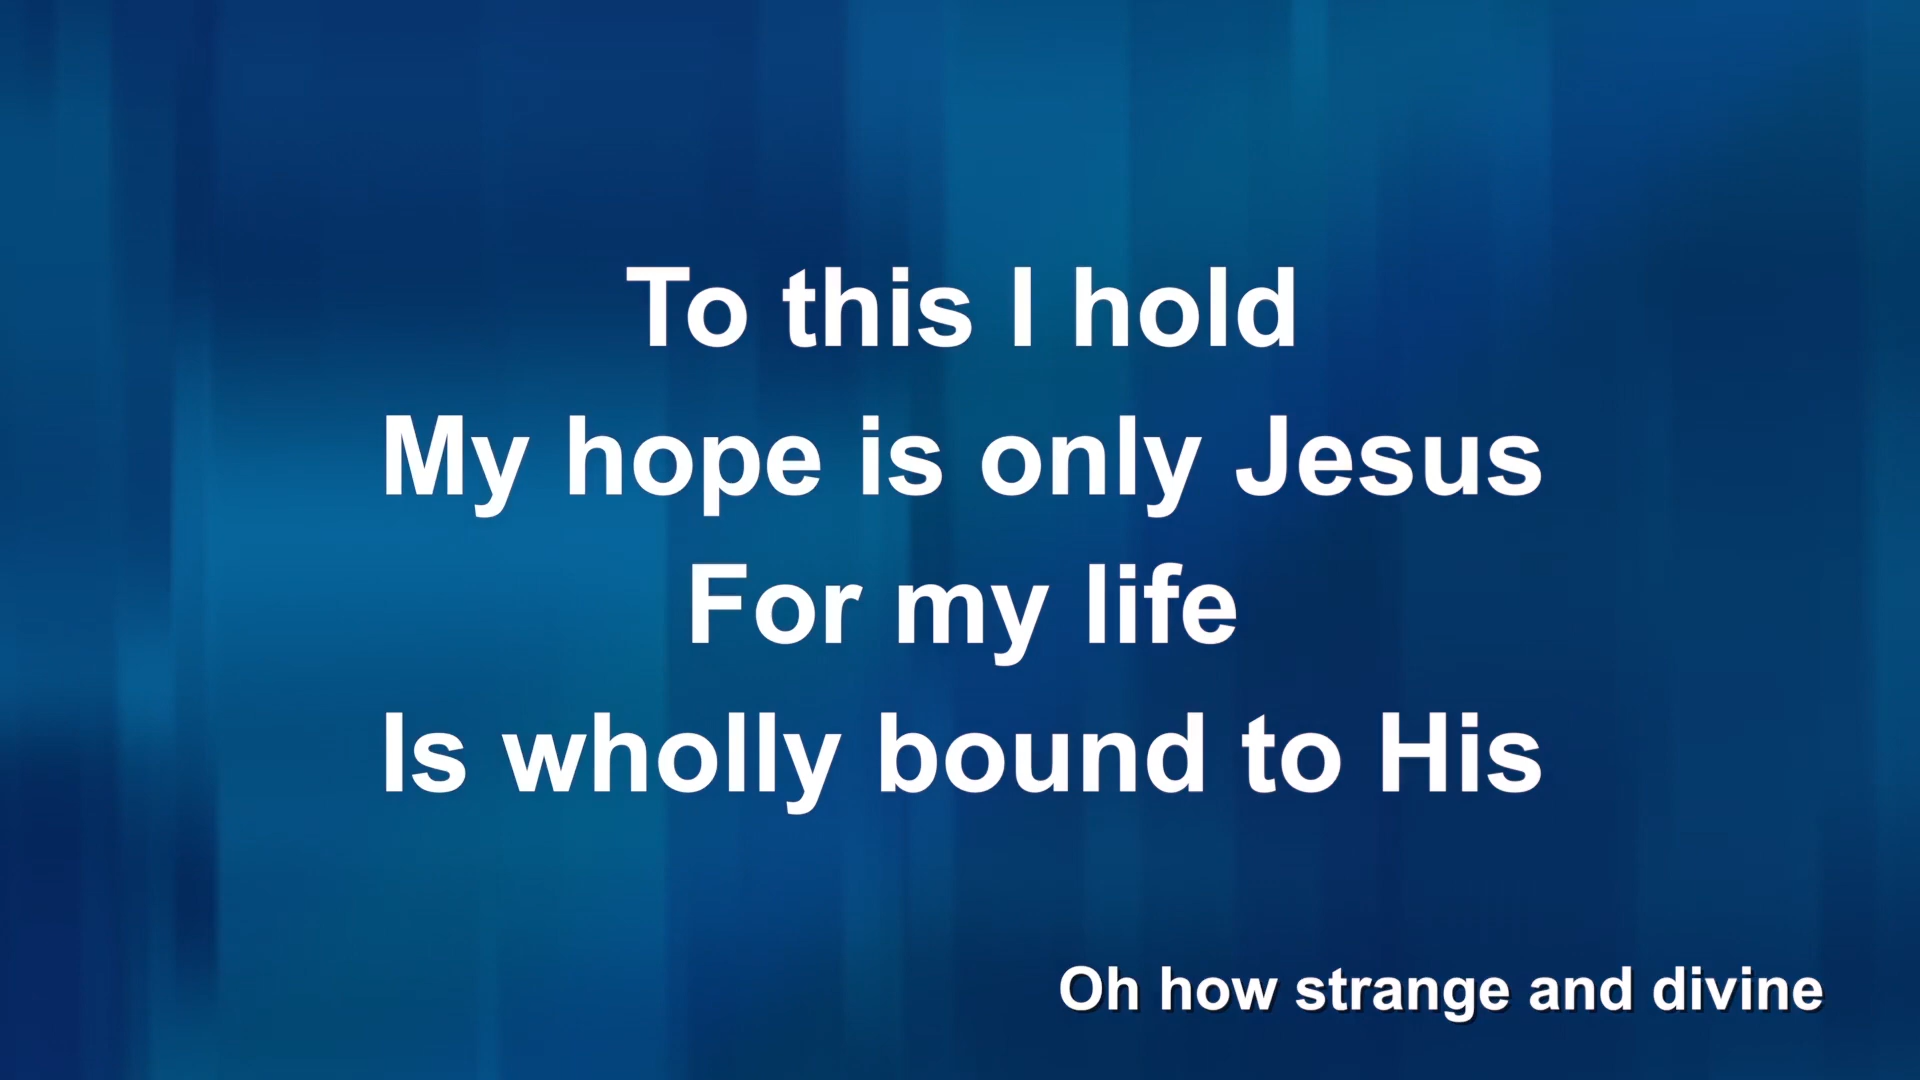 To this I hold
My hope is only Jesus
For my life
Is wholly bound to His
Oh how strange and divine